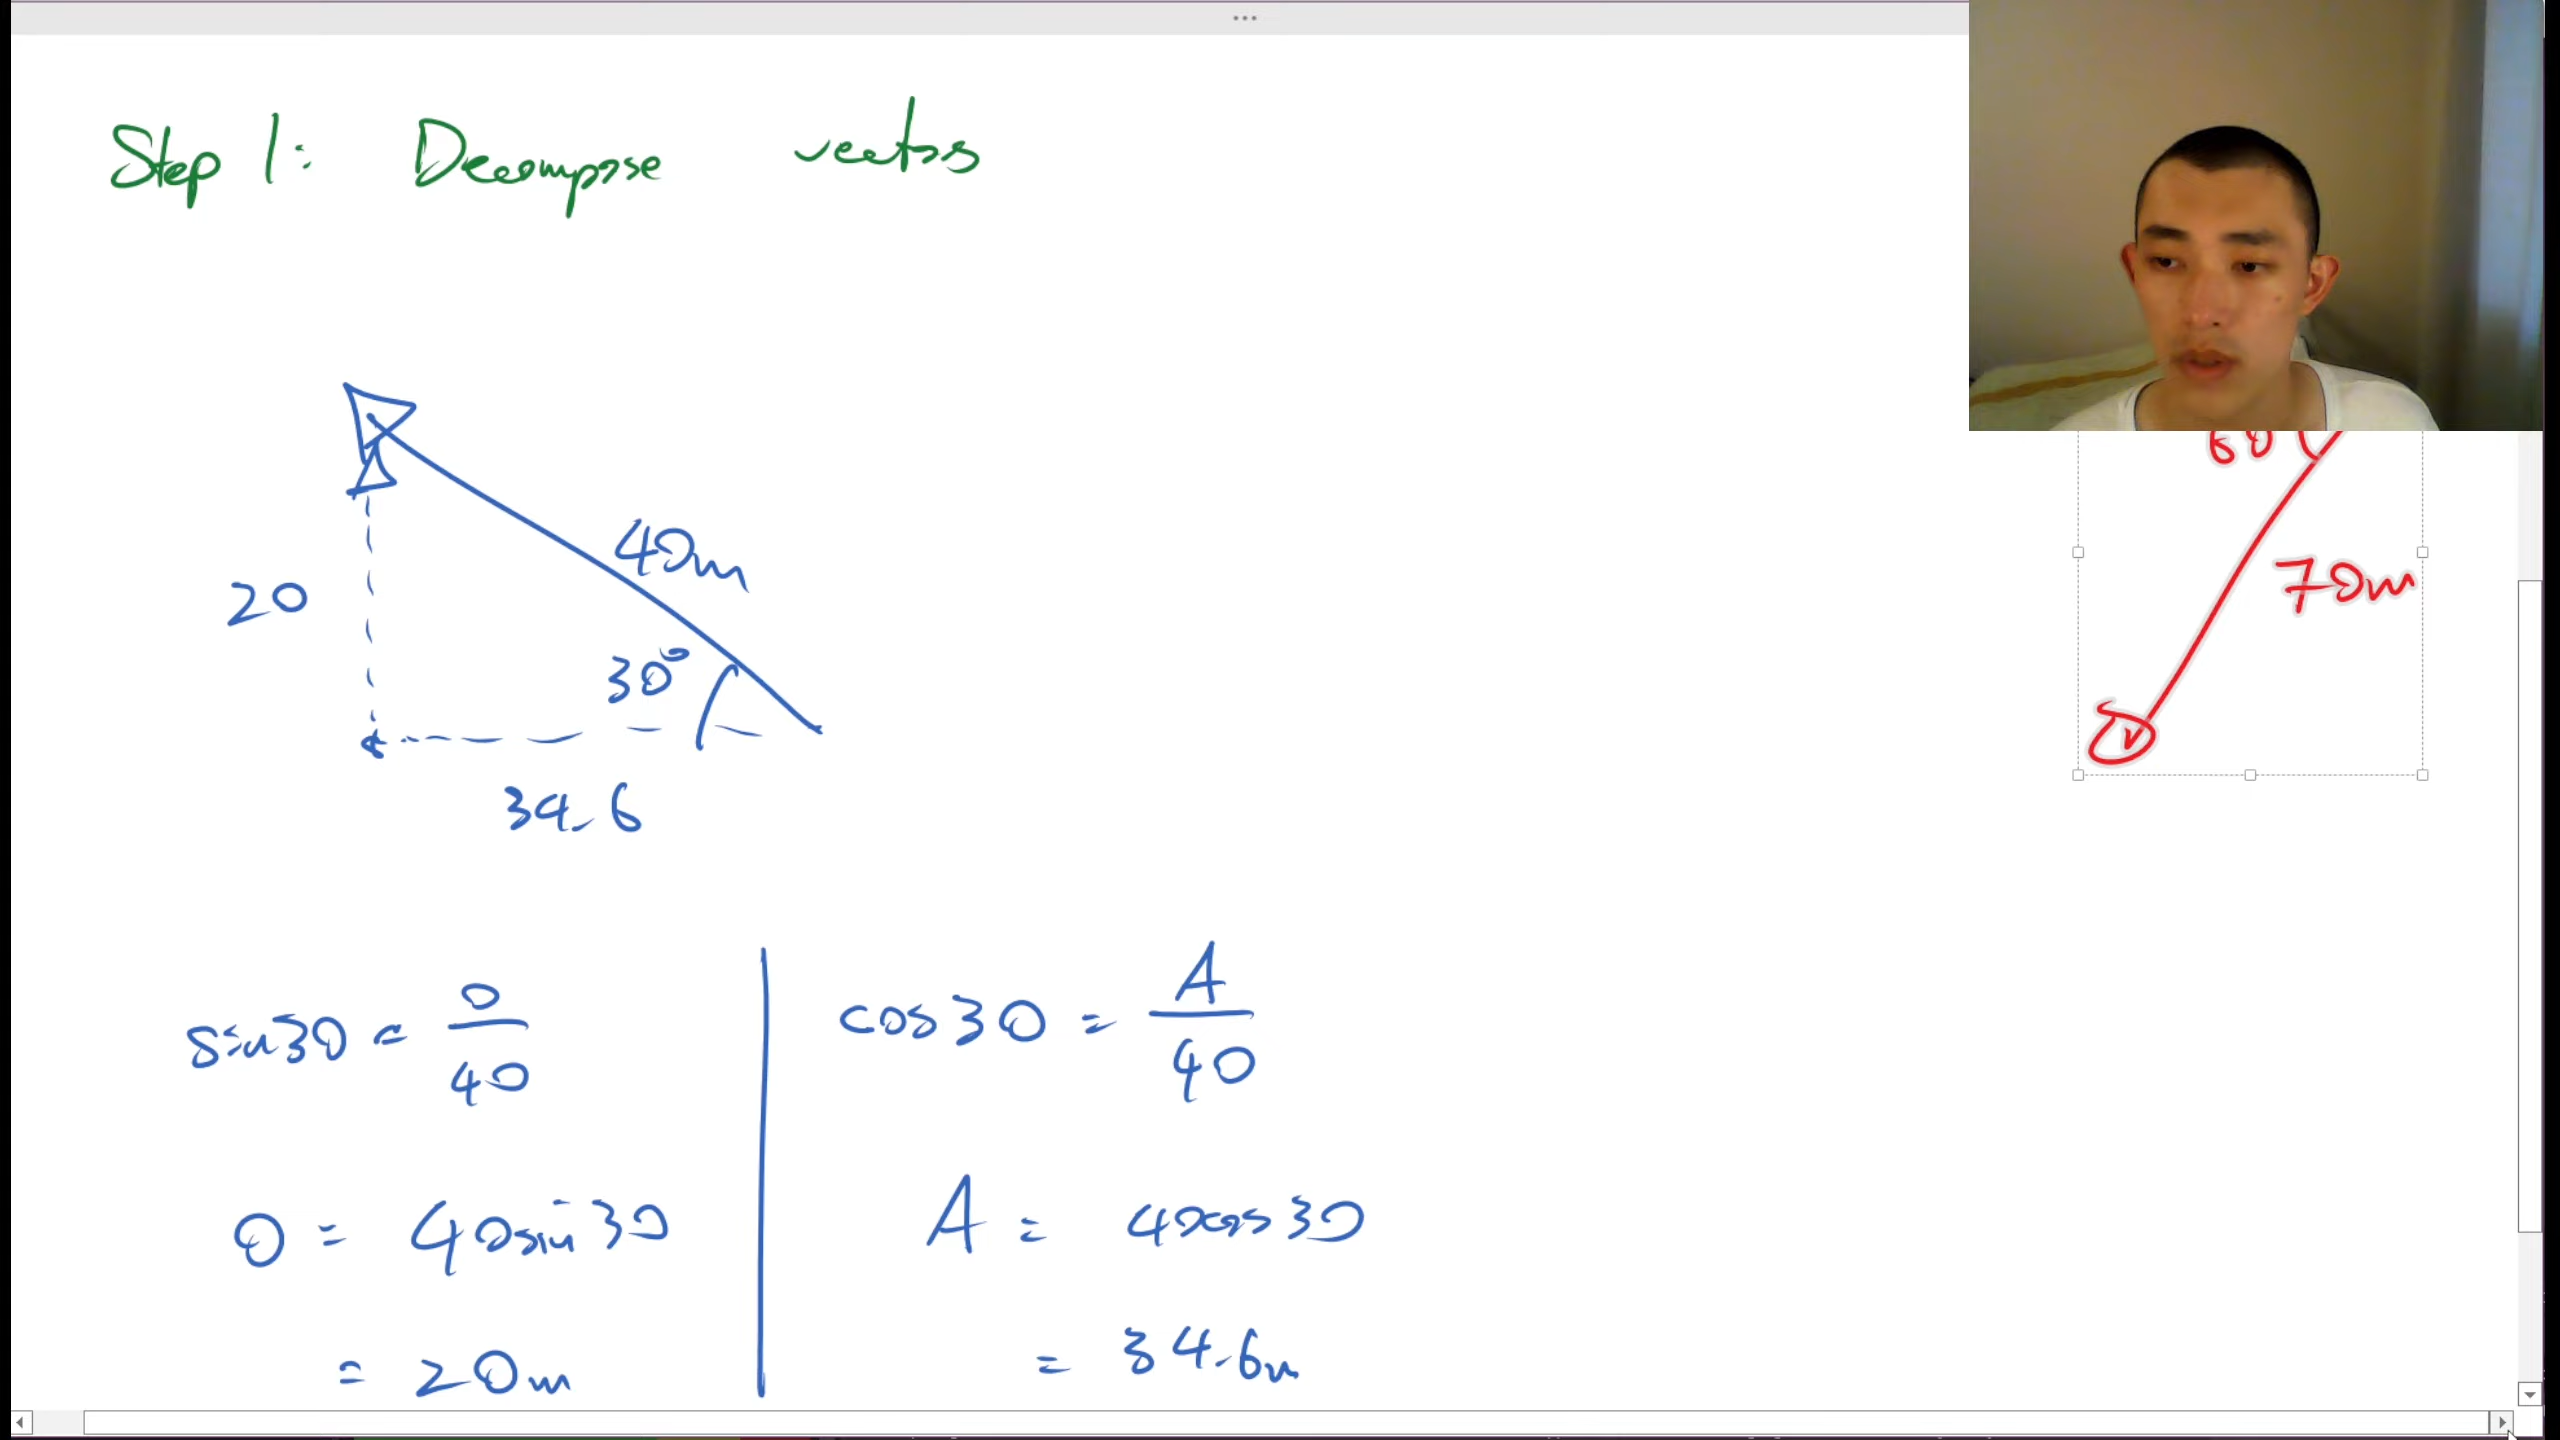 Step 1: Decompose vectors
60
40m
70m
20
30°
34.6
sin30 = O/40
cos30 = A/40
O = 40sin30
A = 40cos30
= 20m
= 34.6m